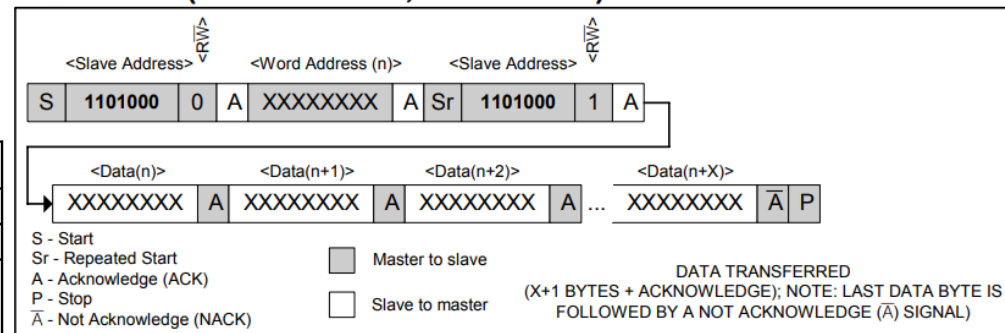 <Slave Address> <RW̅> <Word Address (n)> <Slave Address> <RW̅>
S 1101000 0 A XXXXXXXX A Sr 1101000 1 A
<Data(n)> <Data(n+1)> <Data(n+2)> <Data(n+X)>
XXXXXXXX A XXXXXXXX A XXXXXXXX A ... XXXXXXXX A̅ P
S - Start
Sr - Repeated Start
A - Acknowledge (ACK)
P - Stop
A̅ - Not Acknowledge (NACK)
Master to slave
Slave to master
DATA TRANSFERRED
(X+1 BYTES + ACKNOWLEDGE); NOTE: LAST DATA BYTE IS
FOLLOWED BY A NOT ACKNOWLEDGE (A̅) SIGNAL)